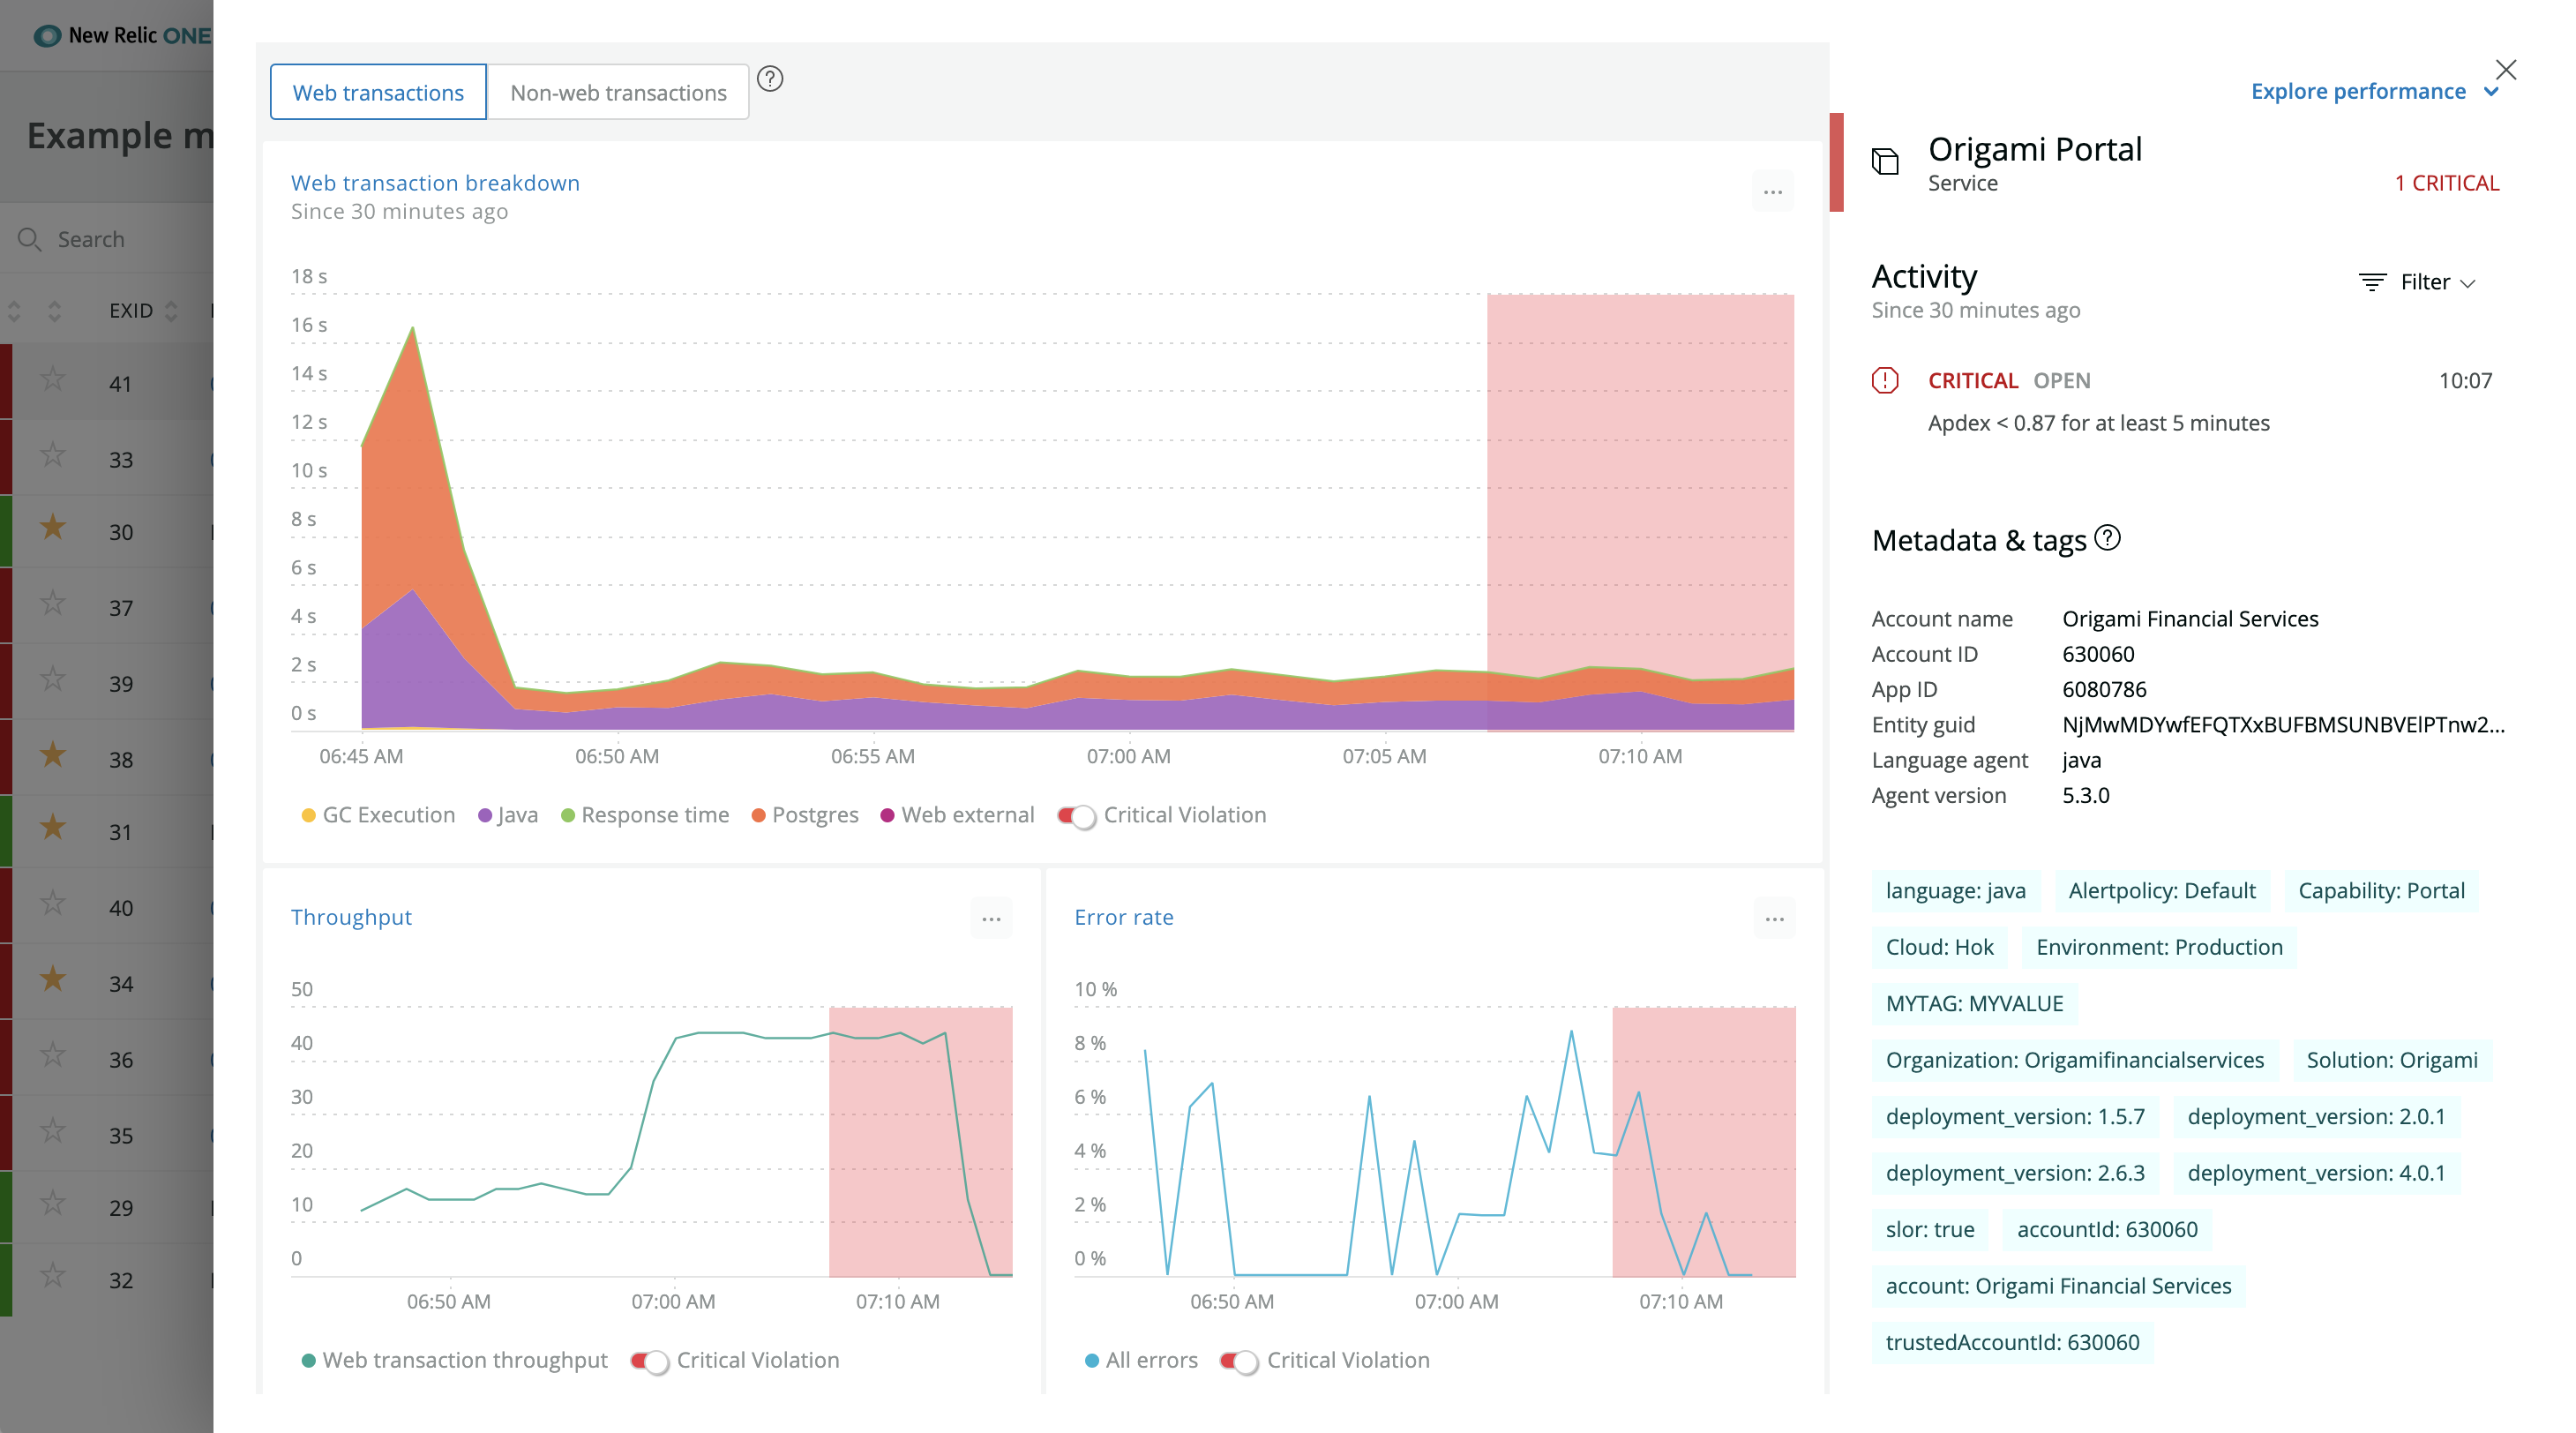 New Relic ONE
Example m
Search
EXID
41
33
30
37
39
38
31
40
34
36
35
29
32
Web transactions
Non-web transactions
?
Web transaction breakdown
Since 30 minutes ago
...
18 s
16 s
14 s
12 s
10 s
8 s
6 s
4 s
2 s
0 s
06:45 AM 06:50 AM 06:55 AM 07:00 AM 07:05 AM 07:10 AM
GC Execution Java Response time Postgres Web external Critical Violation
Throughput
...
50
40
30
20
10
0
06:50 AM 07:00 AM 07:10 AM
Web transaction throughput Critical Violation
Error rate
...
10 %
8 %
6 %
4 %
2 %
0 %
06:50 AM 07:00 AM 07:10 AM
All errors Critical Violation
Explore performance
Origami Portal
Service
1 CRITICAL
Activity
Filter
Since 30 minutes ago
CRITICAL OPEN 10:07
Apdex < 0.87 for at least 5 minutes
Metadata & tags ?
Account name Origami Financial Services
Account ID 630060
App ID 6080786
Entity guid NjMwMDYwfEFQTXxBUFBMSUNBVElPTnw2...
Language agent java
Agent version 5.3.0
language: java Alertpolicy: Default Capability: Portal
Cloud: Hok Environment: Production
MYTAG: MYVALUE
Organization: Origamifinancialservices Solution: Origami
deployment_version: 1.5.7 deployment_version: 2.0.1
deployment_version: 2.6.3 deployment_version: 4.0.1
slor: true accountId: 630060
account: Origami Financial Services
trustedAccountId: 630060